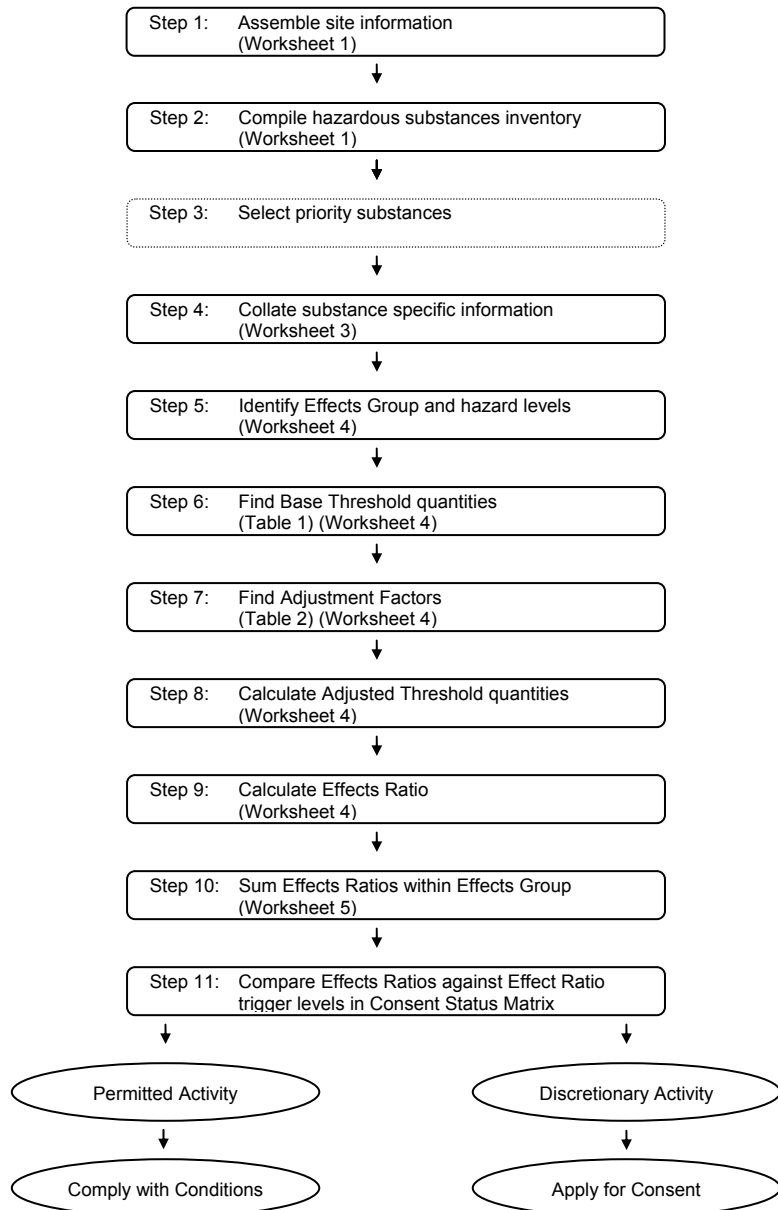 Step 1: Assemble site information
(Worksheet 1)
Step 2: Compile hazardous substances inventory
(Worksheet 1)
Step 3: Select priority substances
Step 4: Collate substance specific information
(Worksheet 3)
Step 5: Identify Effects Group and hazard levels
(Worksheet 4)
Step 6: Find Base Threshold quantities
(Table 1) (Worksheet 4)
Step 7: Find Adjustment Factors
(Table 2) (Worksheet 4)
Step 8: Calculate Adjusted Threshold quantities
(Worksheet 4)
Step 9: Calculate Effects Ratio
(Worksheet 4)
Step 10: Sum Effects Ratios within Effects Group
(Worksheet 5)
Step 11: Compare Effects Ratios against Effect Ratio
trigger levels in Consent Status Matrix
Permitted Activity
Discretionary Activity
Comply with Conditions
Apply for Consent